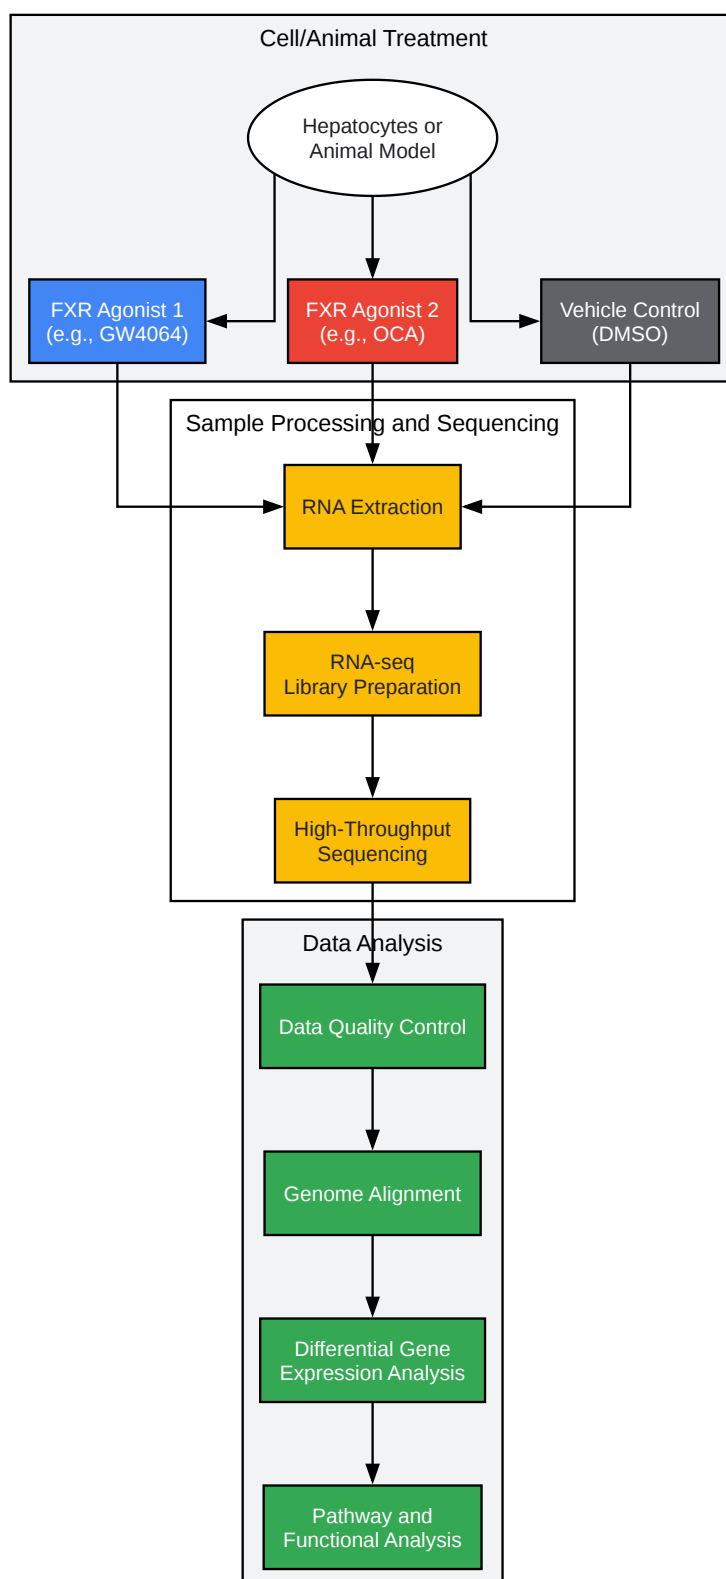 Cell/Animal Treatment
Hepatocytes or
Animal Model
FXR Agonist 1
(e.g., GW4064)
FXR Agonist 2
(e.g., OCA)
Vehicle Control
(DMSO)
Sample Processing and Sequencing
RNA Extraction
RNA-seq
Library Preparation
High-Throughput
Sequencing
Data Analysis
Data Quality Control
Genome Alignment
Differential Gene
Expression Analysis
Pathway and
Functional Analysis